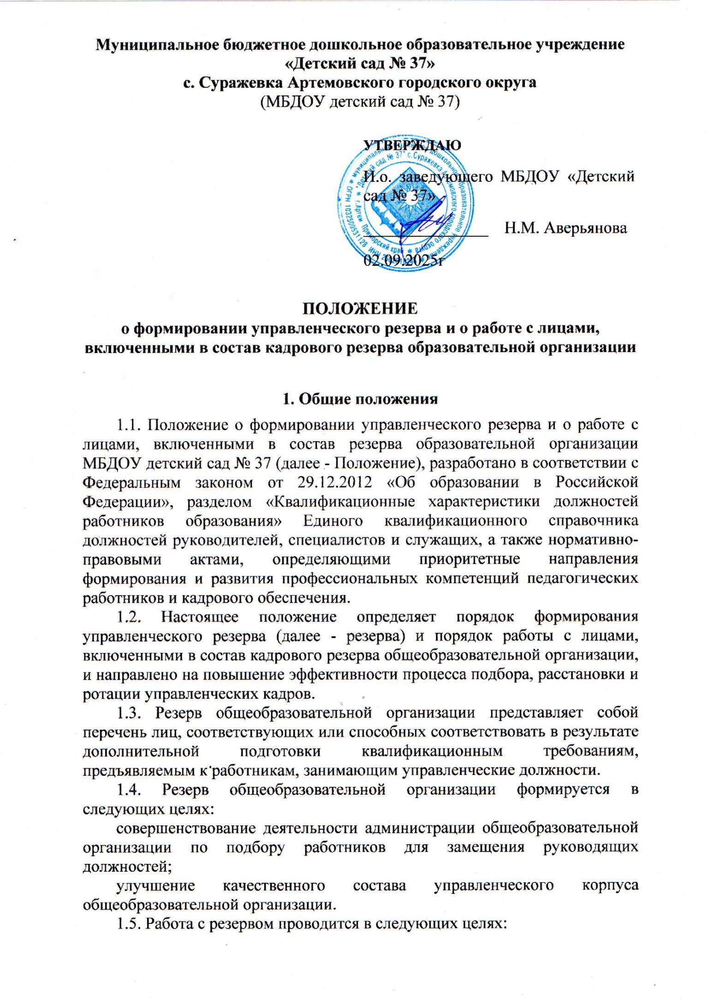 Муниципальное бюджетное дошкольное образовательное учреждение
«Детский сад № 37»
с. Суражевка Артемовского городского округа
(МБДОУ детский сад № 37)
УТВЕРЖДАЮ
И.о. заведующего МБДОУ «Детский
сад № 37»
Н.М. Аверьянова
02.09.2025г
* муниципальное бюджетное дошкольное образовательное учреждение *
ОГРН 1032500531128 ИНН
"Детский сад № 37" с.Суражевка Артемовского городского округа
* г.Артем Приморский край *
ПОЛОЖЕНИЕ
о формировании управленческого резерва и о работе с лицами,
включенными в состав кадрового резерва образовательной организации
1. Общие положения
1.1. Положение о формировании управленческого резерва и о работе с
лицами, включенными в состав резерва образовательной организации
МБДОУ детский сад № 37 (далее - Положение), разработано в соответствии с
Федеральным законом от 29.12.2012 «Об образовании в Российской
Федерации», разделом «Квалификационные характеристики должностей
работников образования» Единого квалификационного справочника
должностей руководителей, специалистов и служащих, а также нормативно-
правовыми актами, определяющими приоритетные направления
формирования и развития профессиональных компетенций педагогических
работников и кадрового обеспечения.
1.2. Настоящее положение определяет порядок формирования
управленческого резерва (далее - резерва) и порядок работы с лицами,
включенными в состав кадрового резерва общеобразовательной организации,
и направлено на повышение эффективности процесса подбора, расстановки и
ротации управленческих кадров.
1.3. Резерв общеобразовательной организации представляет собой
перечень лиц, соответствующих или способных соответствовать в результате
дополнительной подготовки квалификационным требованиям,
предъявляемым к работникам, занимающим управленческие должности.
1.4. Резерв общеобразовательной организации формируется в
следующих целях:
совершенствование деятельности администрации общеобразовательной
организации по подбору работников для замещения руководящих
должностей;
улучшение качественного состава управленческого корпуса
общеобразовательной организации.
1.5. Работа с резервом проводится в следующих целях: